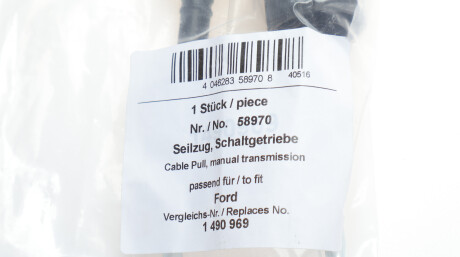 4 046283 58970 8 40516
1 Stück / piece
Nr. / No. 58970
Seilzug, Schaltgetriebe
Cable Pull, manual transmission
passend für / to fit
Ford
Vergleichs-Nr. / Replaces No.
1 490 969